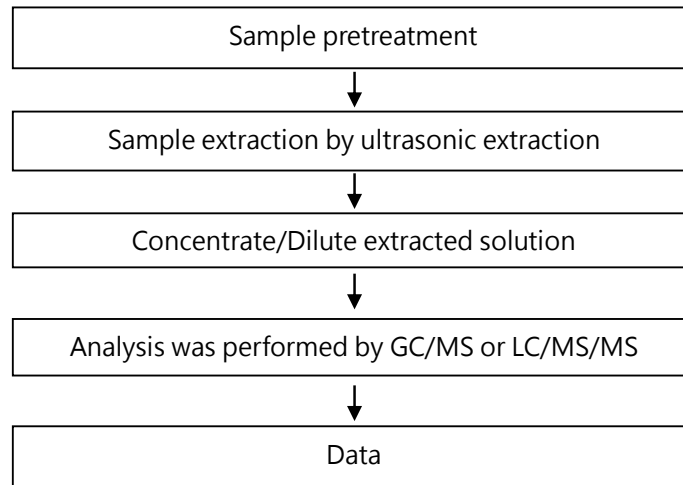 Sample pretreatment
Sample extraction by ultrasonic extraction
Concentrate/Dilute extracted solution
Analysis was performed by GC/MS or LC/MS/MS
Data